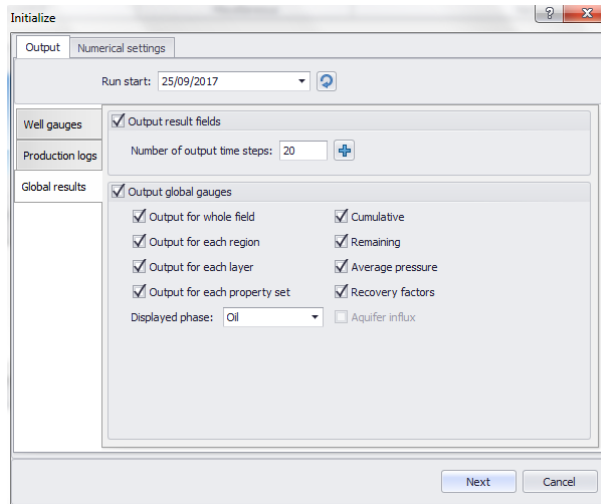 Initialize
?
X
Output Numerical settings
Run start: 25/09/2017
Well gauges
Production logs
Global results
Output result fields
Number of output time steps: 20
Output global gauges
Output for whole field Cumulative
Output for each region Remaining
Output for each layer Average pressure
Output for each property set Recovery factors
Displayed phase: Oil Aquifer influx
Next Cancel